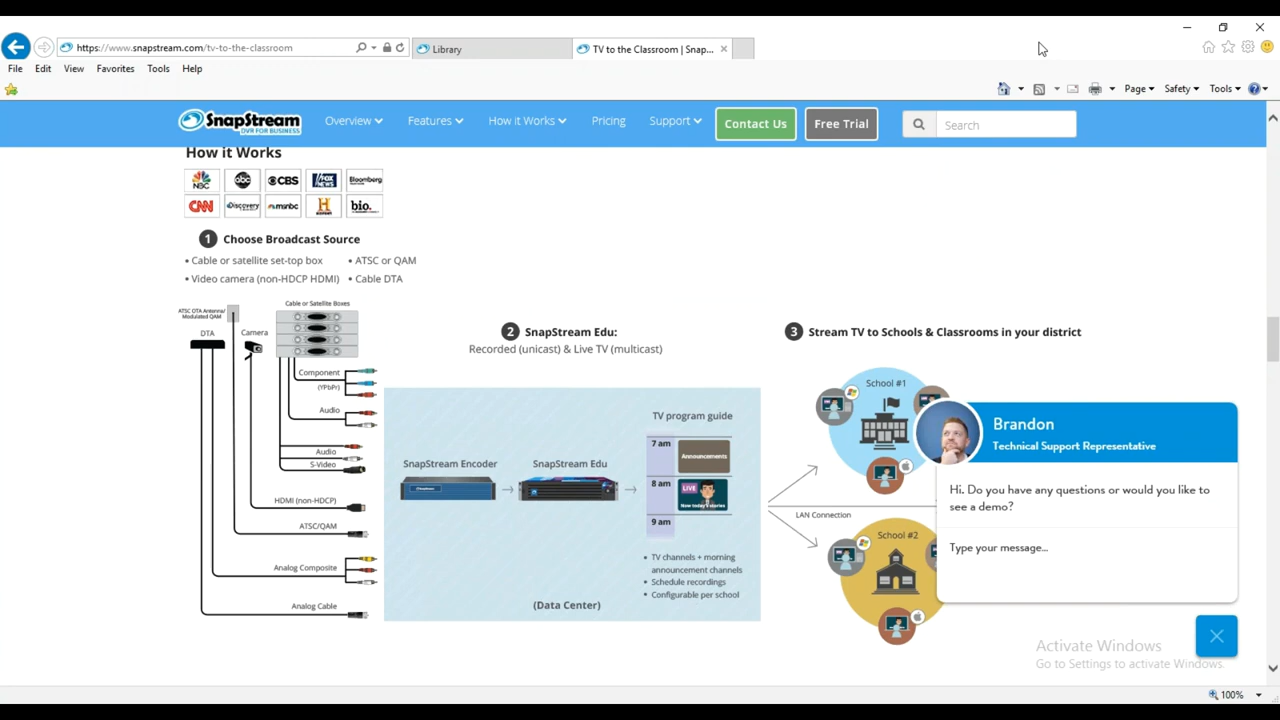 https://www.snapstream.com/tv-to-the-classroom
Library
TV to the Classroom | Snap...
File Edit View Favorites Tools Help
Page Safety Tools
SnapStream
DVR FOR BUSINESS
Overview Features How it Works Pricing Support Contact Us Free Trial Search
How it Works
NBC abc CBS FOX NEWS Bloomberg
CNN Discovery msnbc H bio.
1 Choose Broadcast Source
• Cable or satellite set-top box • ATSC or QAM
• Video camera (non-HDCP HDMI) • Cable DTA
ATSC OTA Antenna/
Modulated QAM
Cable or Satellite Boxes
DTA
Camera
Component
(YPbPr)
Audio
Audio
S-Video
HDMI (non-HDCP)
ATSC/QAM
Analog Composite
Analog Cable
2 SnapStream Edu:
Recorded (unicast) & Live TV (multicast)
TV program guide
SnapStream Encoder
SnapStream Edu
7 am
Announcements
8 am
LIVE
Now today's stories
9 am
• TV channels + morning
announcement channels
• Schedule recordings
• Configurable per school
(Data Center)
3 Stream TV to Schools & Classrooms in your district
School #1
LAN Connection
School #2
Brandon
Technical Support Representative
Hi. Do you have any questions or would you like to
see a demo?
Type your message...
Activate Windows
Go to Settings to activate Windows.
100%